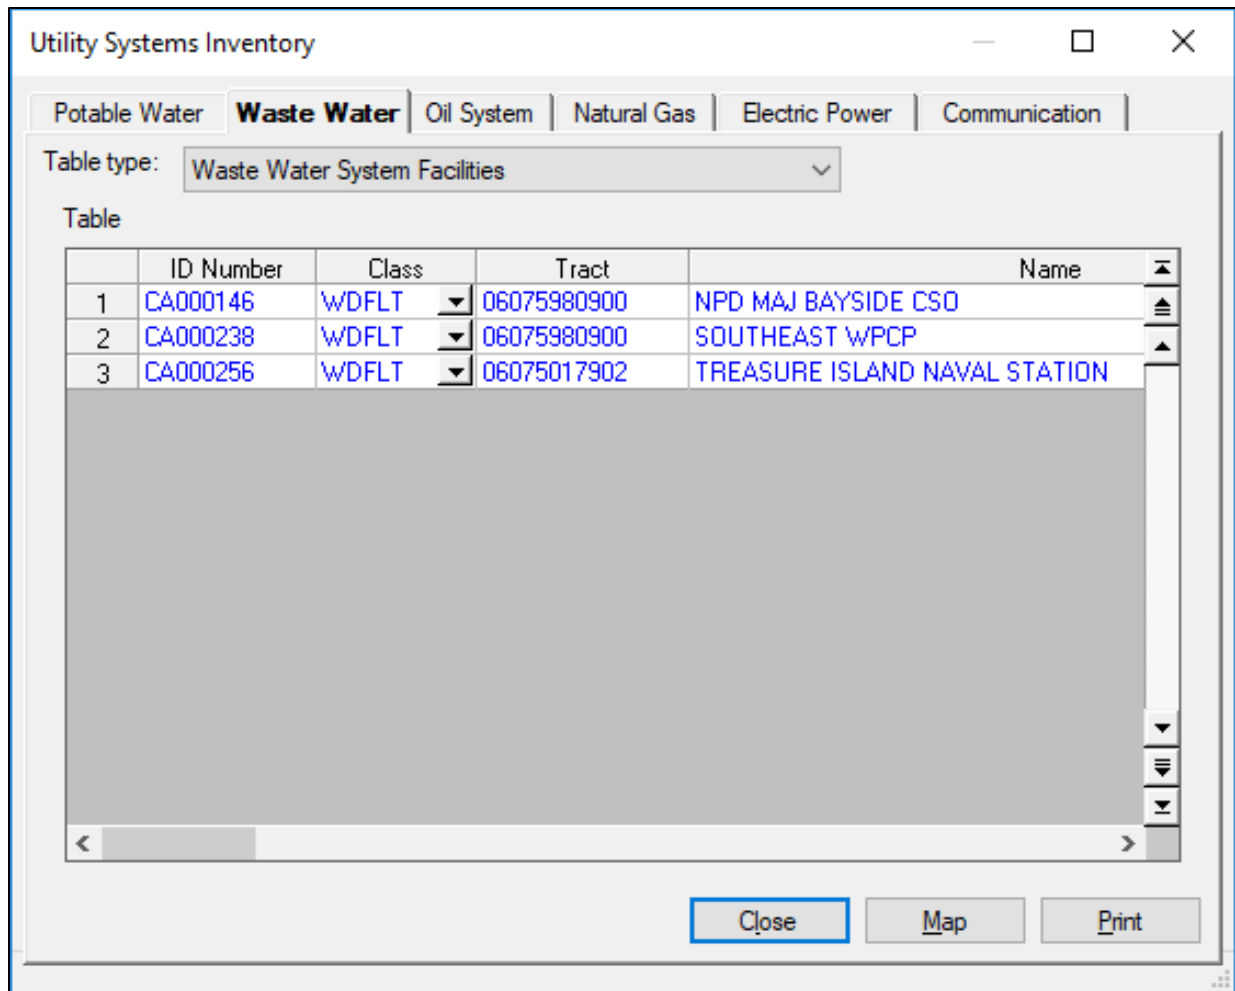 Utility Systems Inventory
Potable Water Waste Water Oil System Natural Gas Electric Power Communication
Table type: Waste Water System Facilities
Table
ID Number Class Tract Name
1 CA000146 WDFLT 06075980900 NPD MAJ BAYSIDE CSO
2 CA000238 WDFLT 06075980900 SOUTHEAST WPCP
3 CA000256 WDFLT 06075017902 TREASURE ISLAND NAVAL STATION
Close Map Print